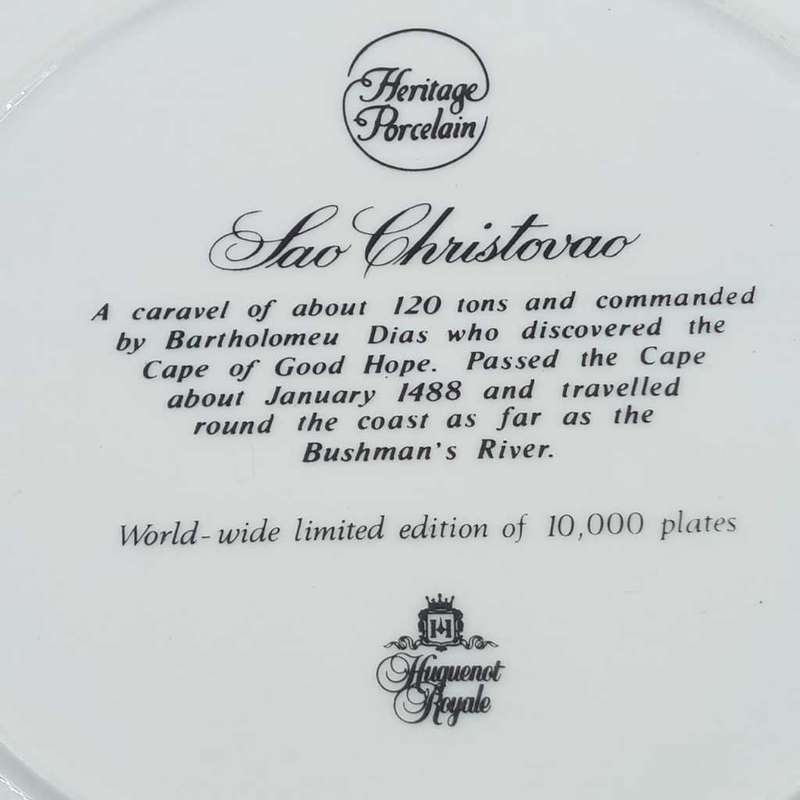 Heritage
Porcelain
Sao Christovao
A caravel of about 120 tons and commanded
by Bartholomeu Dias who discovered the
Cape of Good Hope. Passed the Cape
about January 1488 and travelled
round the coast as far as the
Bushman's River.
World-wide limited edition of 10,000 plates
H
Huguenot
Royale